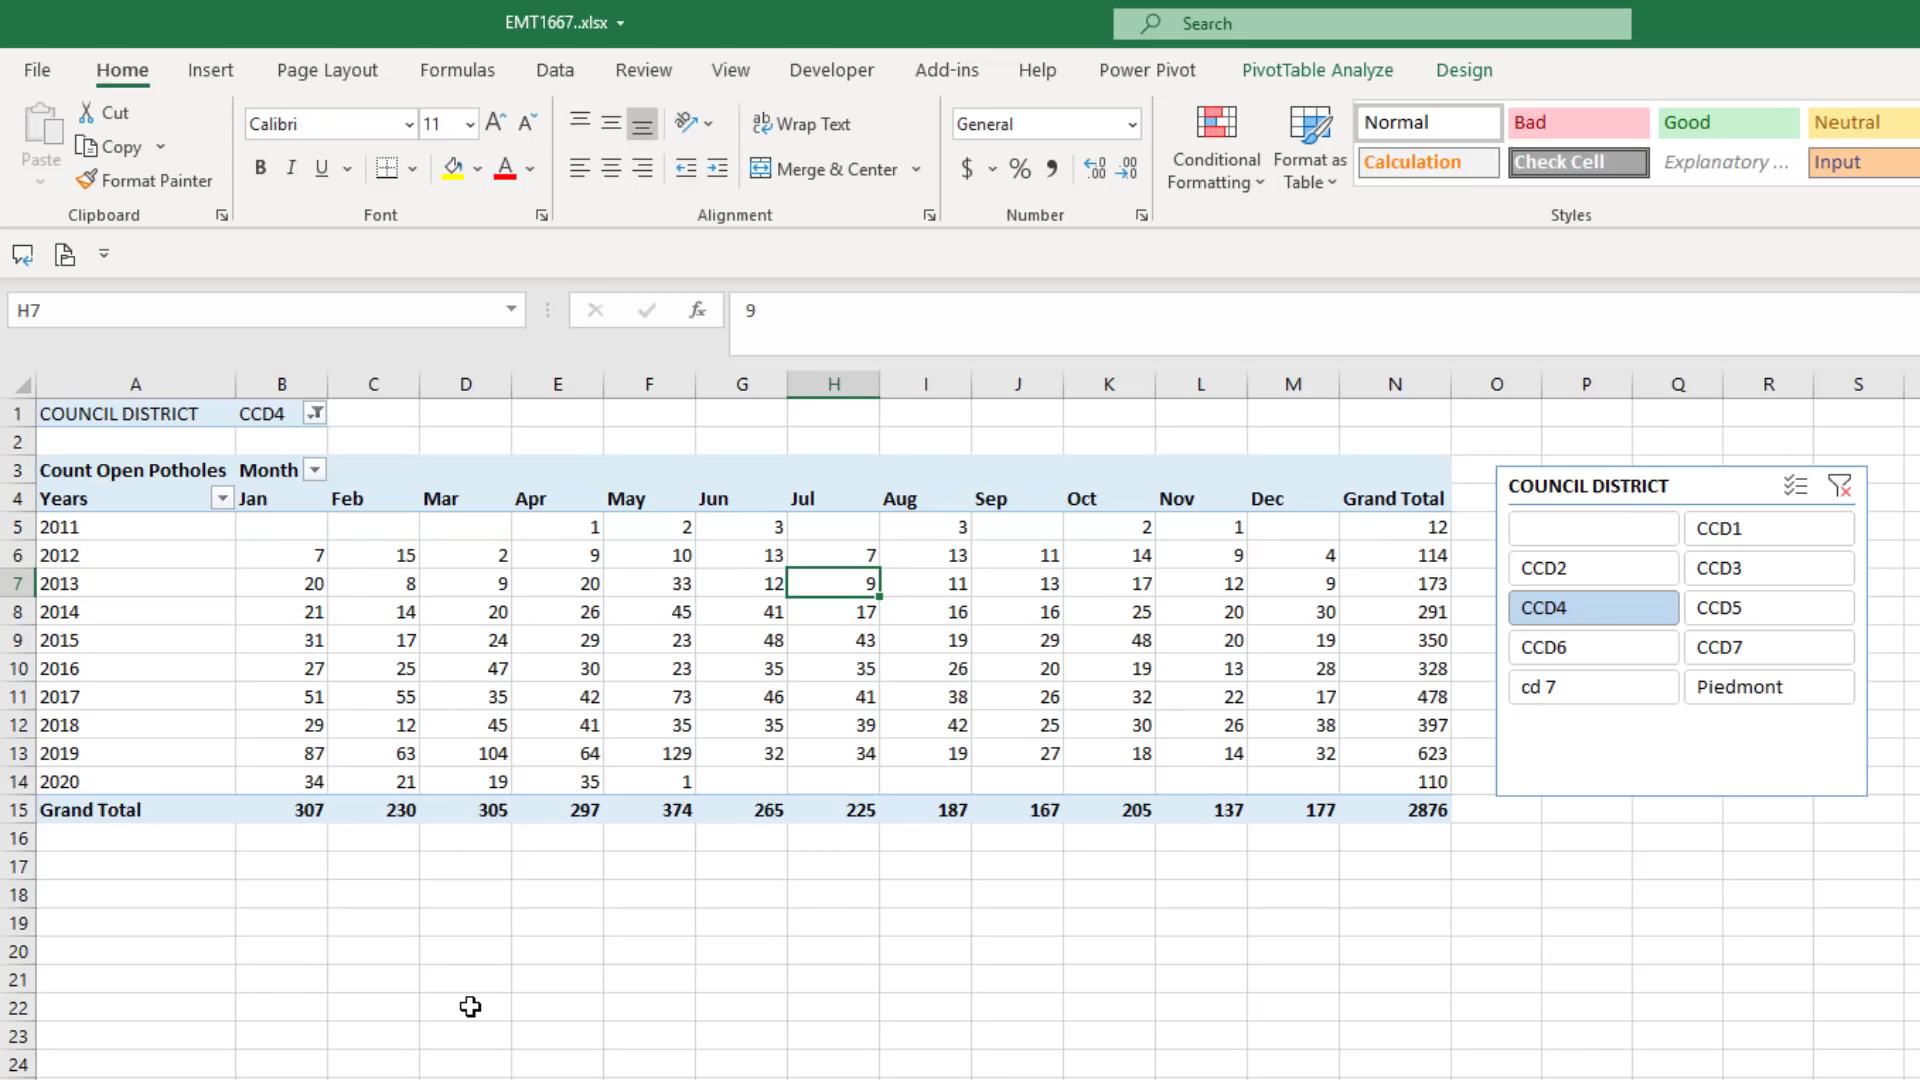 EMT1667..xlsx
Search
File Home Insert Page Layout Formulas Data Review View Developer Add-ins Help Power Pivot PivotTable Analyze Design
Paste
Cut
Copy
Format Painter
Clipboard
Calibri 11
B I U
Font
Wrap Text
Merge & Center
Alignment
General
$ % ,
Number
Conditional Formatting
Format as Table
Normal Bad Good Neutral
Calculation Check Cell Explanatory ... Input
Styles
H7 fx 9
A B C D E F G H I J K L M N O P Q R S
1 COUNCIL DISTRICT CCD4
2
3 Count Open Potholes Month
4 Years Jan Feb Mar Apr May Jun Jul Aug Sep Oct Nov Dec Grand Total
5 2011 1 2 3 3 2 1 12
6 2012 7 15 2 9 10 13 7 13 11 14 9 4 114
7 2013 20 8 9 20 33 12 9 11 13 17 12 9 173
8 2014 21 14 20 26 45 41 17 16 16 25 20 30 291
9 2015 31 17 24 29 23 48 43 19 29 48 20 19 350
10 2016 27 25 47 30 23 35 35 26 20 19 13 28 328
11 2017 51 55 35 42 73 46 41 38 26 32 22 17 478
12 2018 29 12 45 41 35 35 39 42 25 30 26 38 397
13 2019 87 63 104 64 129 32 34 19 27 18 14 32 623
14 2020 34 21 19 35 1 110
15 Grand Total 307 230 305 297 374 265 225 187 167 205 137 177 2876
16
17
18
19
20
21
22
23
24
COUNCIL DISTRICT
CCD1
CCD2 CCD3
CCD4 CCD5
CCD6 CCD7
cd 7 Piedmont